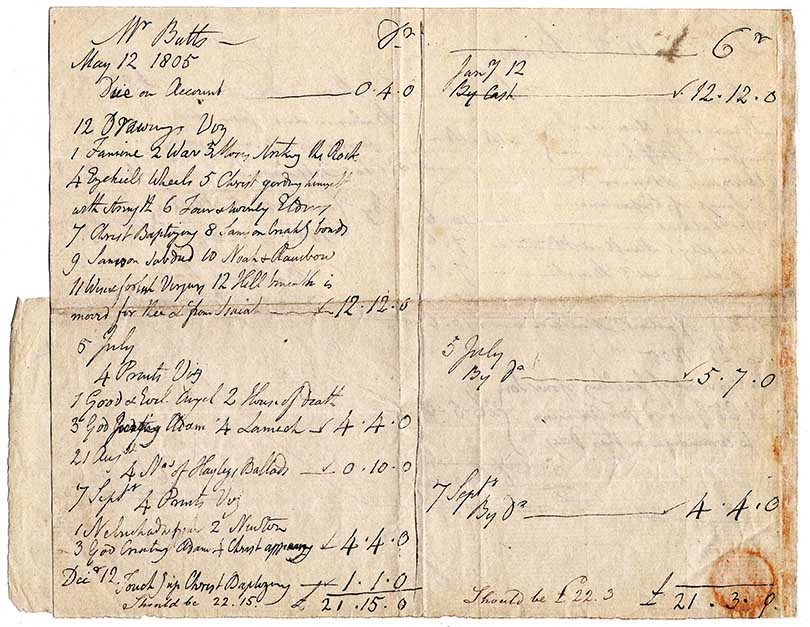 Mr Butts — Dr
May 12 1805
Due on Account 0.4.0
12 Drawings Viz
1 Famine 2 War 3 Moses Striking the Rock
4 Ezekiels Wheels 5 Christ girding himself
with strength 6 Four & twenty Elders
7 Christ Baptizing 8 Samson breaking bonds
9 Samson Subdued 10 Noah & Rainbow
11 Wise & foolish Virgins 12 Hell beneath is
moved for thee &c from Isaiah 12.12.0
5 July
4 Prints Viz
1 Good & Evil Angel 2 House of death
3 God Judging Adam 4 Lamech 4.4.0
21 Augst
4 Nos of Hayleys Ballads 0.10.0
7 Septr
4 Prints Viz
1 Nebuchadnezzar 2 Newton
3 God Creating Adam 4 Christ appearing 4.4.0
Decr 12. Touching up Christ Baptizing 1.1.0
Should be 22.15. £ 21.15.0
Cr
Jany 12
By Cash 12.12.0
5 July
By Do 5.7.0
7 Septr
By Do 4.4.0
Should be £22.3 £ 21.3.0